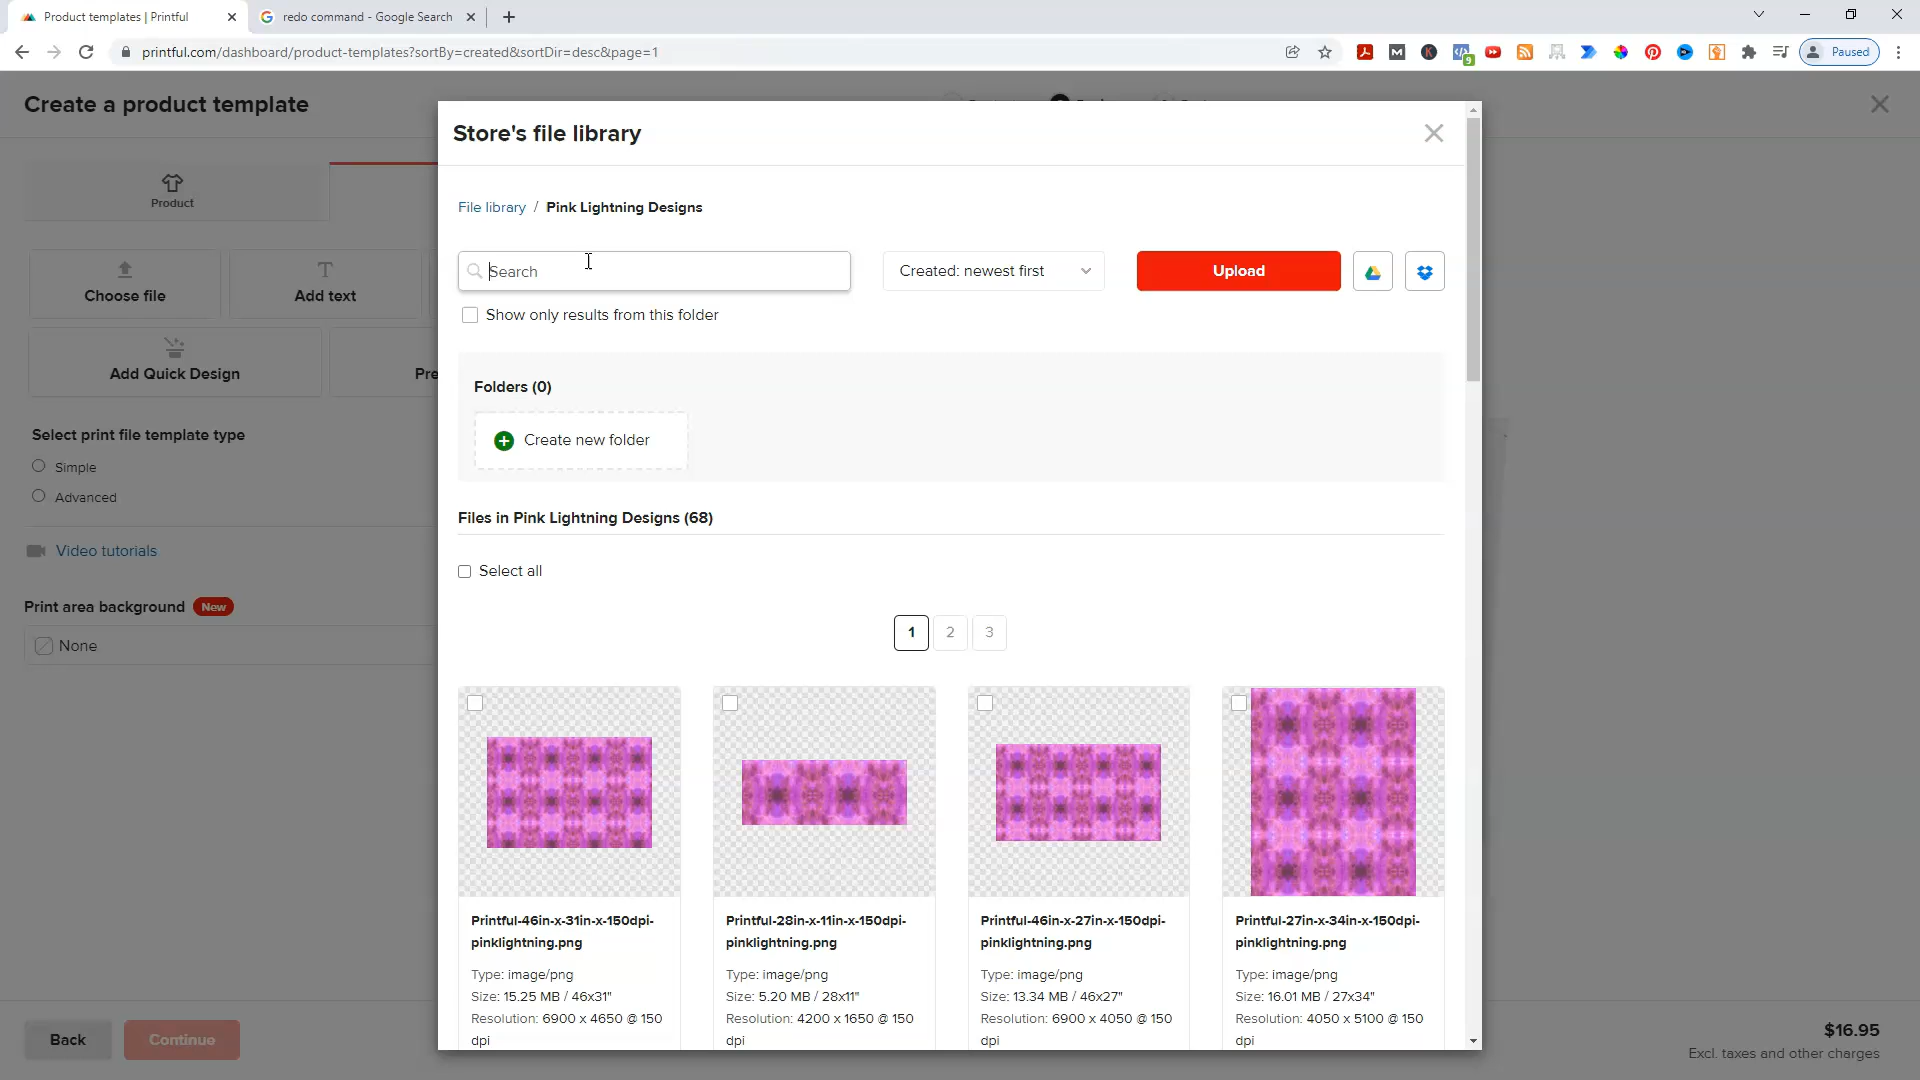 Product templates | Printful
redo command - Google Search
printful.com/dashboard/product-templates?sortBy=created&sortDir=desc&page=1
9
Paused
Create a product template
Product
Choose file
Add text
Add Quick Design
Pre
Select print file template type
Simple
Advanced
Video tutorials
Print area background New
None
Back
Continue
Store's file library
File library / Pink Lightning Designs
Search
Created: newest first
Upload
Show only results from this folder
Folders (0)
Create new folder
Files in Pink Lightning Designs (68)
Select all
1 2 3
Printful-46in-x-31in-x-150dpi-
pinklightning.png
Type: image/png
Size: 15.25 MB / 46x31"
Resolution: 6900 x 4650 @ 150
dpi
Printful-28in-x-11in-x-150dpi-
pinklightning.png
Type: image/png
Size: 5.20 MB / 28x11"
Resolution: 4200 x 1650 @ 150
dpi
Printful-46in-x-27in-x-150dpi-
pinklightning.png
Type: image/png
Size: 13.34 MB / 46x27"
Resolution: 6900 x 4050 @ 150
dpi
Printful-27in-x-34in-x-150dpi-
pinklightning.png
Type: image/png
Size: 16.01 MB / 27x34"
Resolution: 4050 x 5100 @ 150
dpi
$16.95
Excl. taxes and other charges